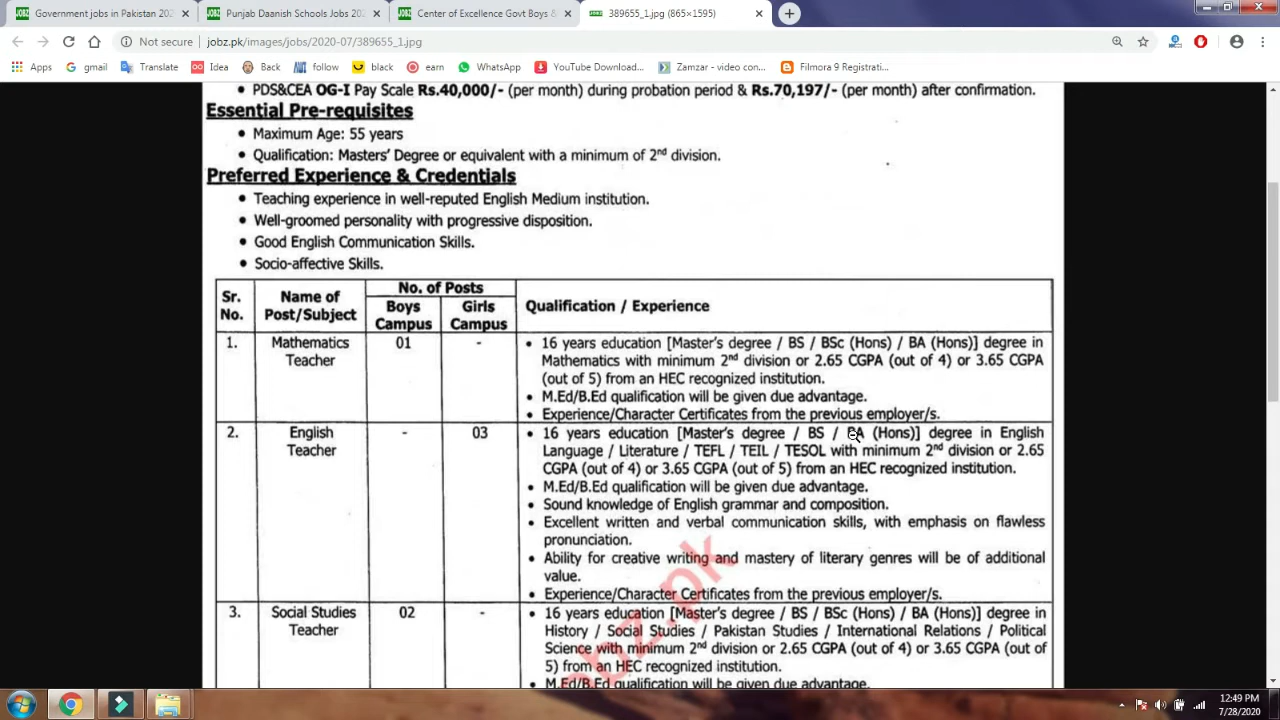 Government jobs in Pakistan 202
Punjab Daanish Schools Jobs 202
Center of Excellence Govt Boys &
389655_1.jpg (865×1595)
Not secure | jobz.pk/images/jobs/2020-07/389655_1.jpg
Apps gmail Translate Idea Back follow black earn WhatsApp YouTube Download... Zamzar - video con... Filmora 9 Registrati...
• PDS&CEA OG-I Pay Scale Rs.40,000/- (per month) during probation period & Rs.70,197/- (per month) after confirmation.
Essential Pre-requisites
• Maximum Age: 55 years
• Qualification: Masters' Degree or equivalent with a minimum of 2nd division.
Preferred Experience & Credentials
• Teaching experience in well-reputed English Medium institution.
• Well-groomed personality with progressive disposition.
• Good English Communication Skills.
• Socio-affective Skills.
Sr. No.
Name of Post/Subject
No. of Posts
Boys Campus
Girls Campus
Qualification / Experience
1.
Mathematics Teacher
01
-
• 16 years education [Master's degree / BS / BSc (Hons) / BA (Hons)] degree in
Mathematics with minimum 2nd division or 2.65 CGPA (out of 4) or 3.65 CGPA
(out of 5) from an HEC recognized institution.
• M.Ed/B.Ed qualification will be given due advantage.
• Experience/Character Certificates from the previous employer/s.
2.
English Teacher
-
03
• 16 years education [Master's degree / BS / BA (Hons)] degree in English
Language / Literature / TEFL / TEIL / TESOL with minimum 2nd division or 2.65
CGPA (out of 4) or 3.65 CGPA (out of 5) from an HEC recognized institution.
• M.Ed/B.Ed qualification will be given due advantage.
• Sound knowledge of English grammar and composition.
• Excellent written and verbal communication skills, with emphasis on flawless
pronunciation.
• Ability for creative writing and mastery of literary genres will be of additional
value.
• Experience/Character Certificates from the previous employer/s.
3.
Social Studies Teacher
02
-
• 16 years education [Master's degree / BS / BSc (Hons) / BA (Hons)] degree in
History / Social Studies / Pakistan Studies / International Relations / Political
Science with minimum 2nd division or 2.65 CGPA (out of 4) or 3.65 CGPA (out of
5) from an HEC recognized institution.
• M.Ed/B.Ed qualification will be given due advantage.
obz.pk
12:49 PM
7/28/2020